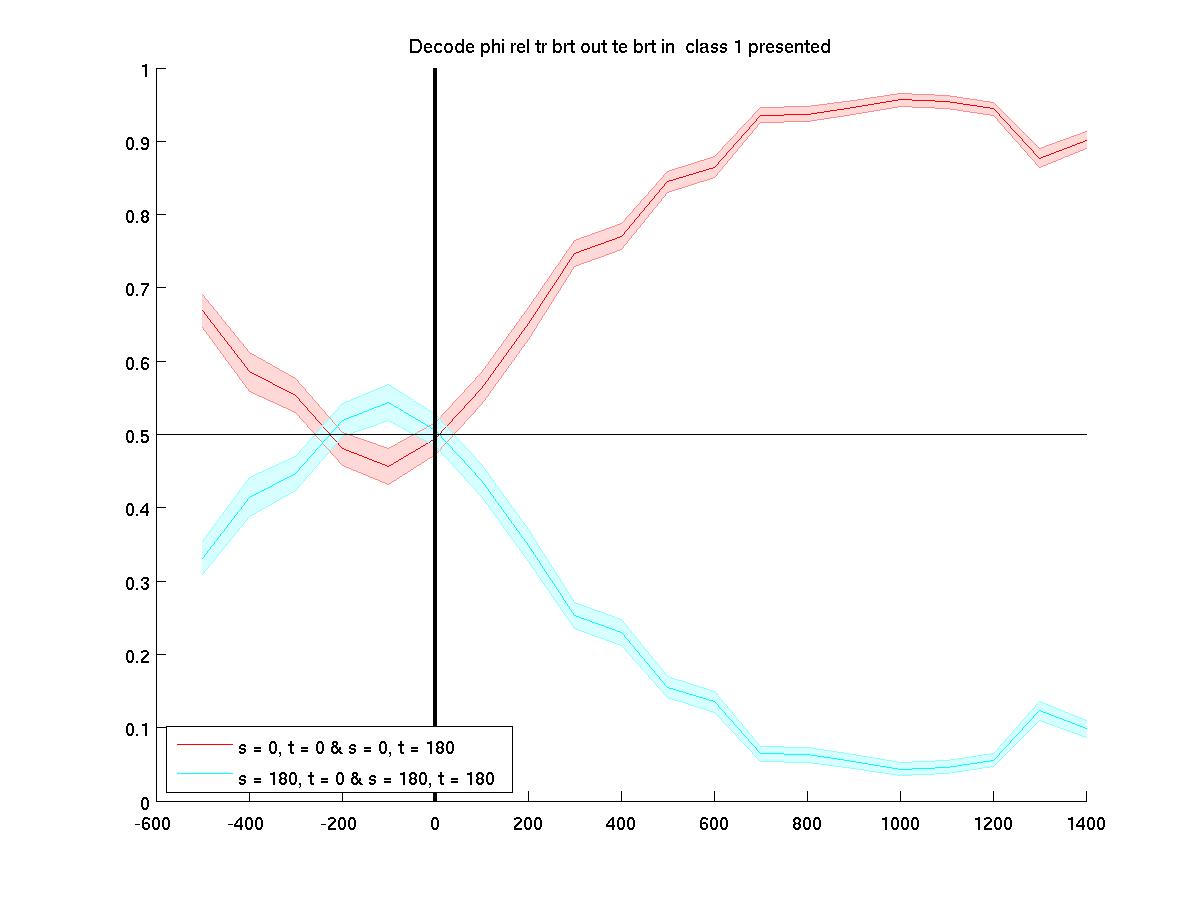 Decode phi rel tr brt out te brt in  class 1 presented
1
0.9
0.8
0.7
0.6
0.5
0.4
0.3
0.2
0.1
0
s = 0, t = 0 & s = 0, t = 180
s = 180, t = 0 & s = 180, t = 180
-600 -400 -200 0 200 400 600 800 1000 1200 1400